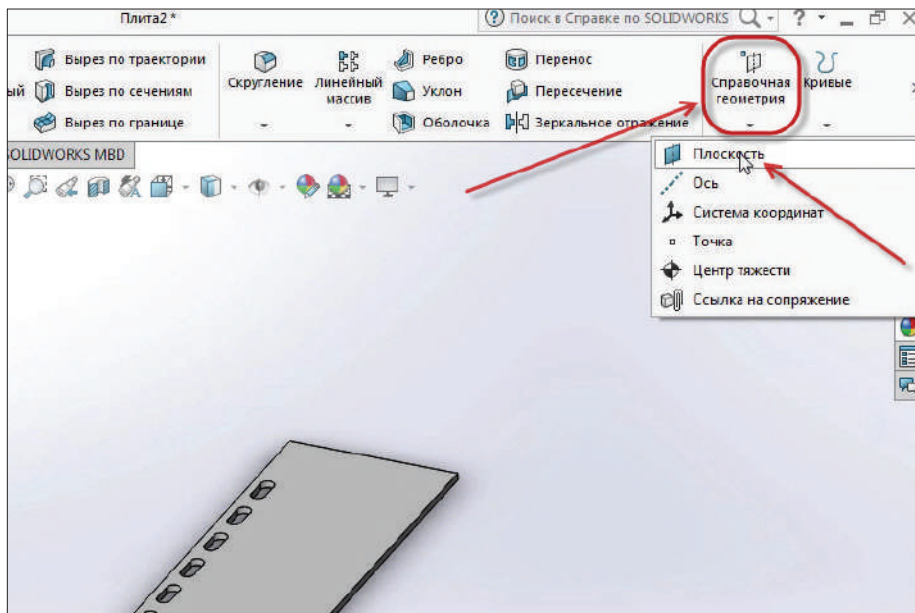 Плита2 *
Поиск в Справке по SOLIDWORKS
?
Вырез по траектории
Вырез по сечениям
Вырез по границе
Скругление
Линейный
массив
Ребро
Уклон
Оболочка
Перенос
Пересечение
Зеркальное отражение
Справочная
геометрия
Кривые
SOLIDWORKS MBD
Плоскость
Ось
Система координат
Точка
Центр тяжести
Ссылка на сопряжение